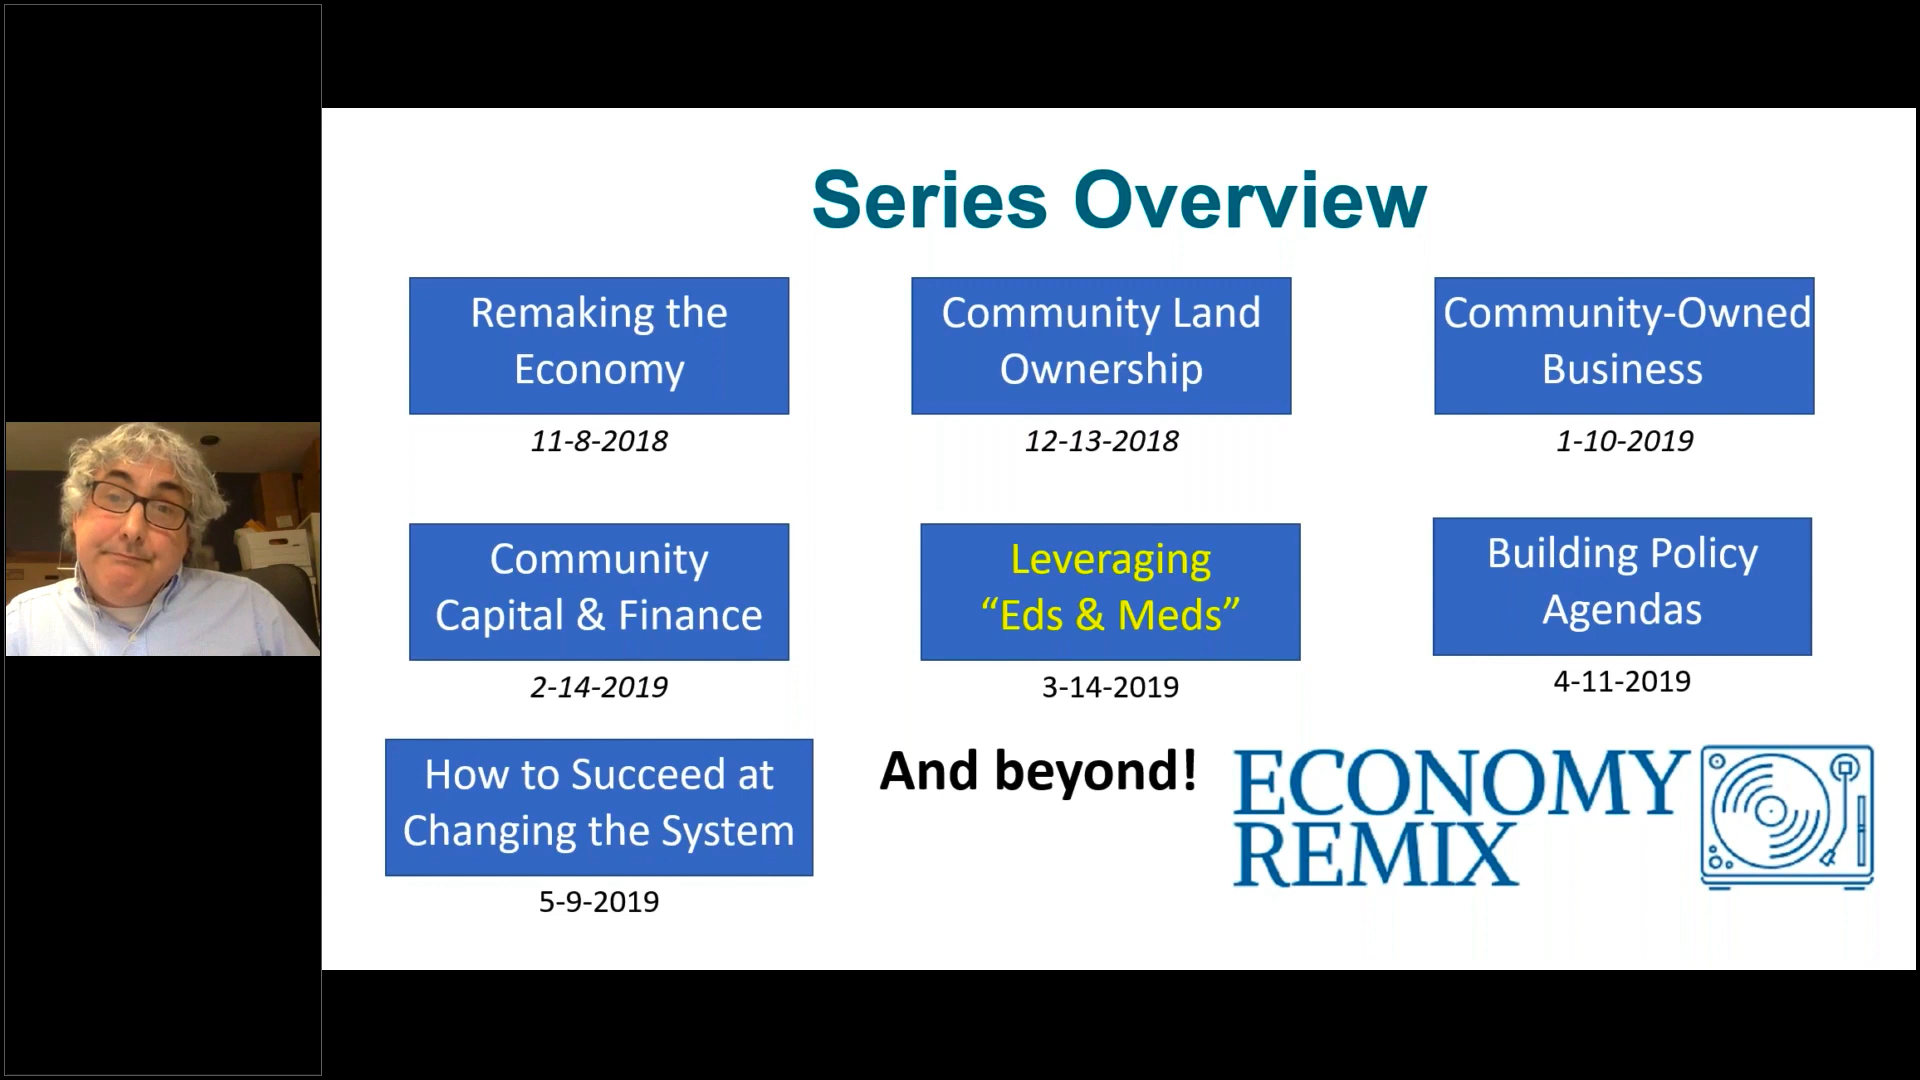 Series Overview
Remaking the
Economy
11-8-2018
Community Land
Ownership
12-13-2018
Community-Owned
Business
1-10-2019
Community
Capital & Finance
2-14-2019
Leveraging
“Eds & Meds”
3-14-2019
Building Policy
Agendas
4-11-2019
How to Succeed at
Changing the System
5-9-2019
And beyond!
ECONOMY
REMIX